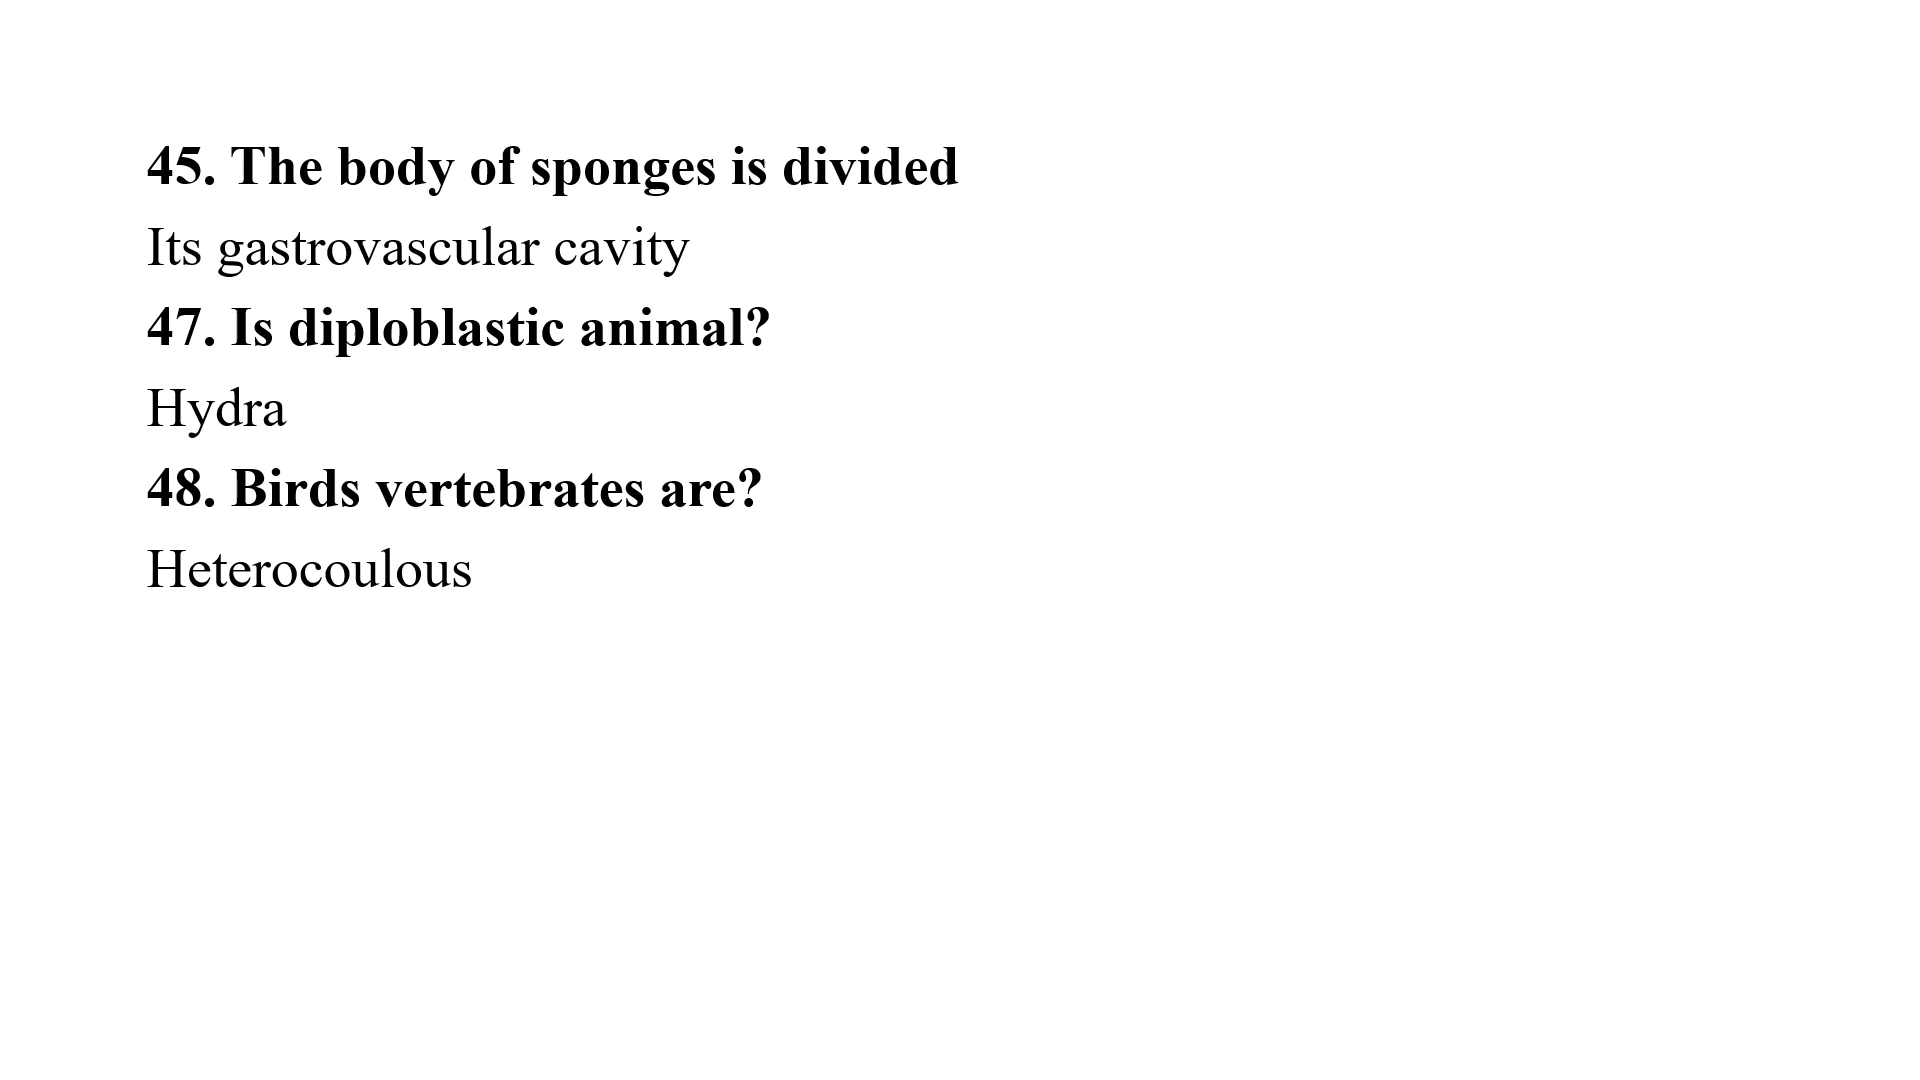 45. The body of sponges is divided
Its gastrovascular cavity
47. Is diploblastic animal?
Hydra
48. Birds vertebrates are?
Heterocoulous